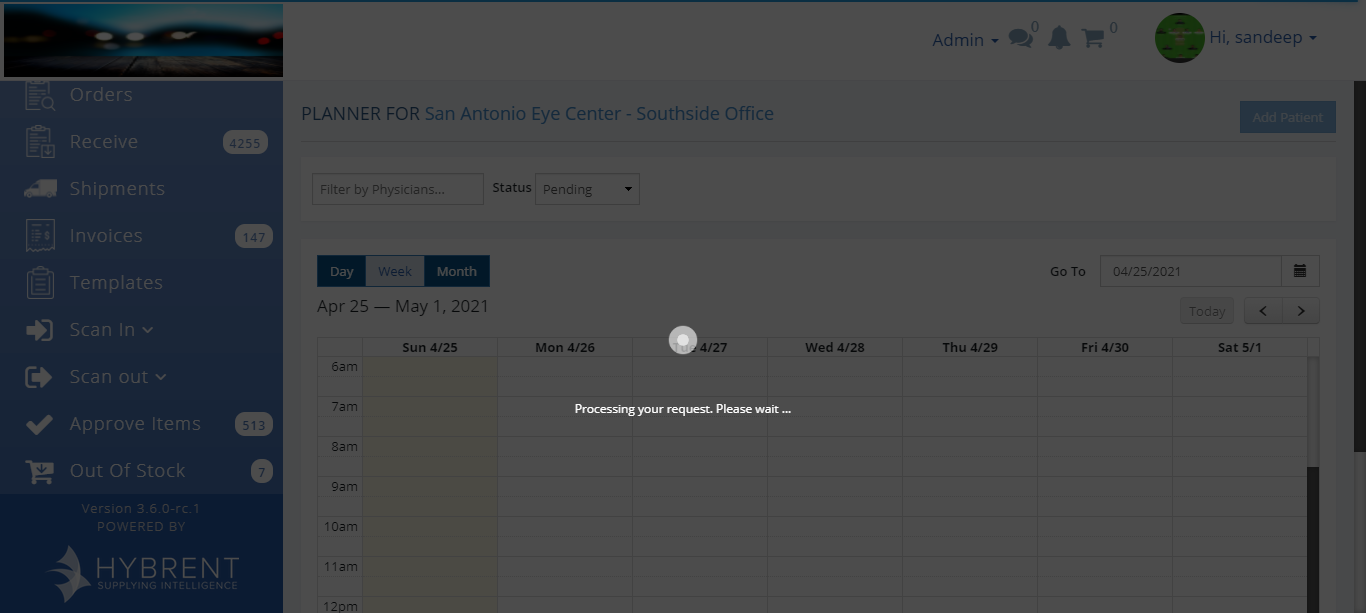 Admin
0
0
Hi, sandeep
Orders
Receive 4255
Shipments
Invoices 147
Templates
Scan In
Scan out
Approve Items 513
Out Of Stock 7
Version 3.6.0-rc.1
POWERED BY
HYBRENT
SUPPLYING INTELLIGENCE
PLANNER FOR San Antonio Eye Center - Southside Office
Add Patient
Filter by Physicians... Status Pending
Day Week Month
Go To 04/25/2021
Apr 25 — May 1, 2021
Today < >
Sun 4/25 Mon 4/26 Tue 4/27 Wed 4/28 Thu 4/29 Fri 4/30 Sat 5/1
6am
7am
Processing your request. Please wait ...
8am
9am
10am
11am
12pm